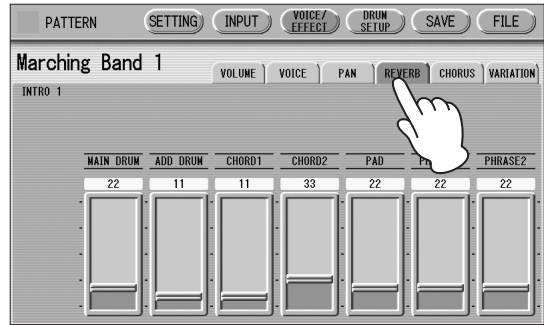 PATTERN SETTING INPUT VOICE/ EFFECT DRUM SETUP SAVE FILE
Marching Band 1
VOLUME VOICE PAN REVERB CHORUS VARIATION
INTRO 1
MAIN DRUM ADD DRUM CHORD1 CHORD2 PAD PHRASE2
22 11 11 33 22 22 22